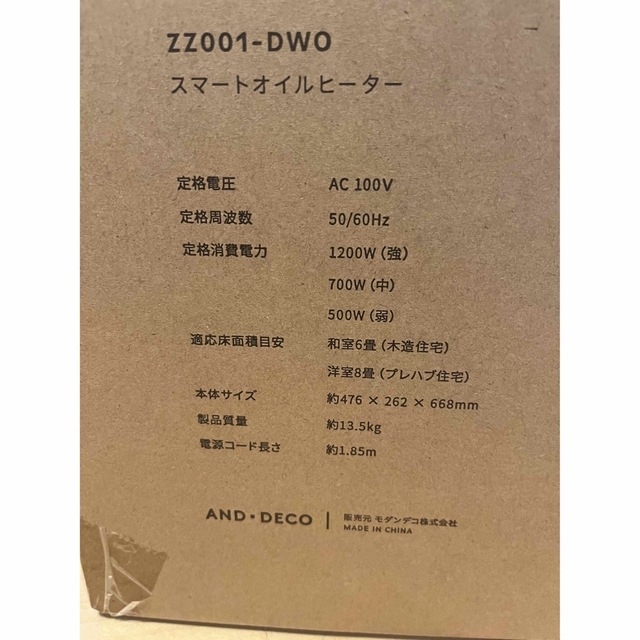 ZZ001-DWO
スマートオイルヒーター
定格電圧 AC 100V
定格周波数 50/60Hz
定格消費電力 1200W（強）
700W（中）
500W（弱）
適応床面積目安 和室6畳（木造住宅）
洋室8畳（プレハブ住宅）
本体サイズ 約476 × 262 × 668mm
製品質量 約13.5kg
電源コード長さ 約1.85m
AND・DECO | 販売元 モダンデコ株式会社
MADE IN CHINA